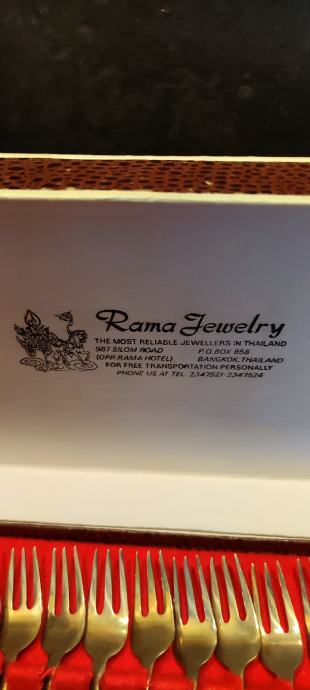 Rama Jewelry
THE MOST RELIABLE JEWELLERS IN THAILAND
987 SILOM ROAD P.O. BOX 858
(OPP. RAMA HOTEL) BANGKOK, THAILAND
FOR FREE TRANSPORTATION PERSONALLY
PHONE US AT TEL. 2347521-2347524